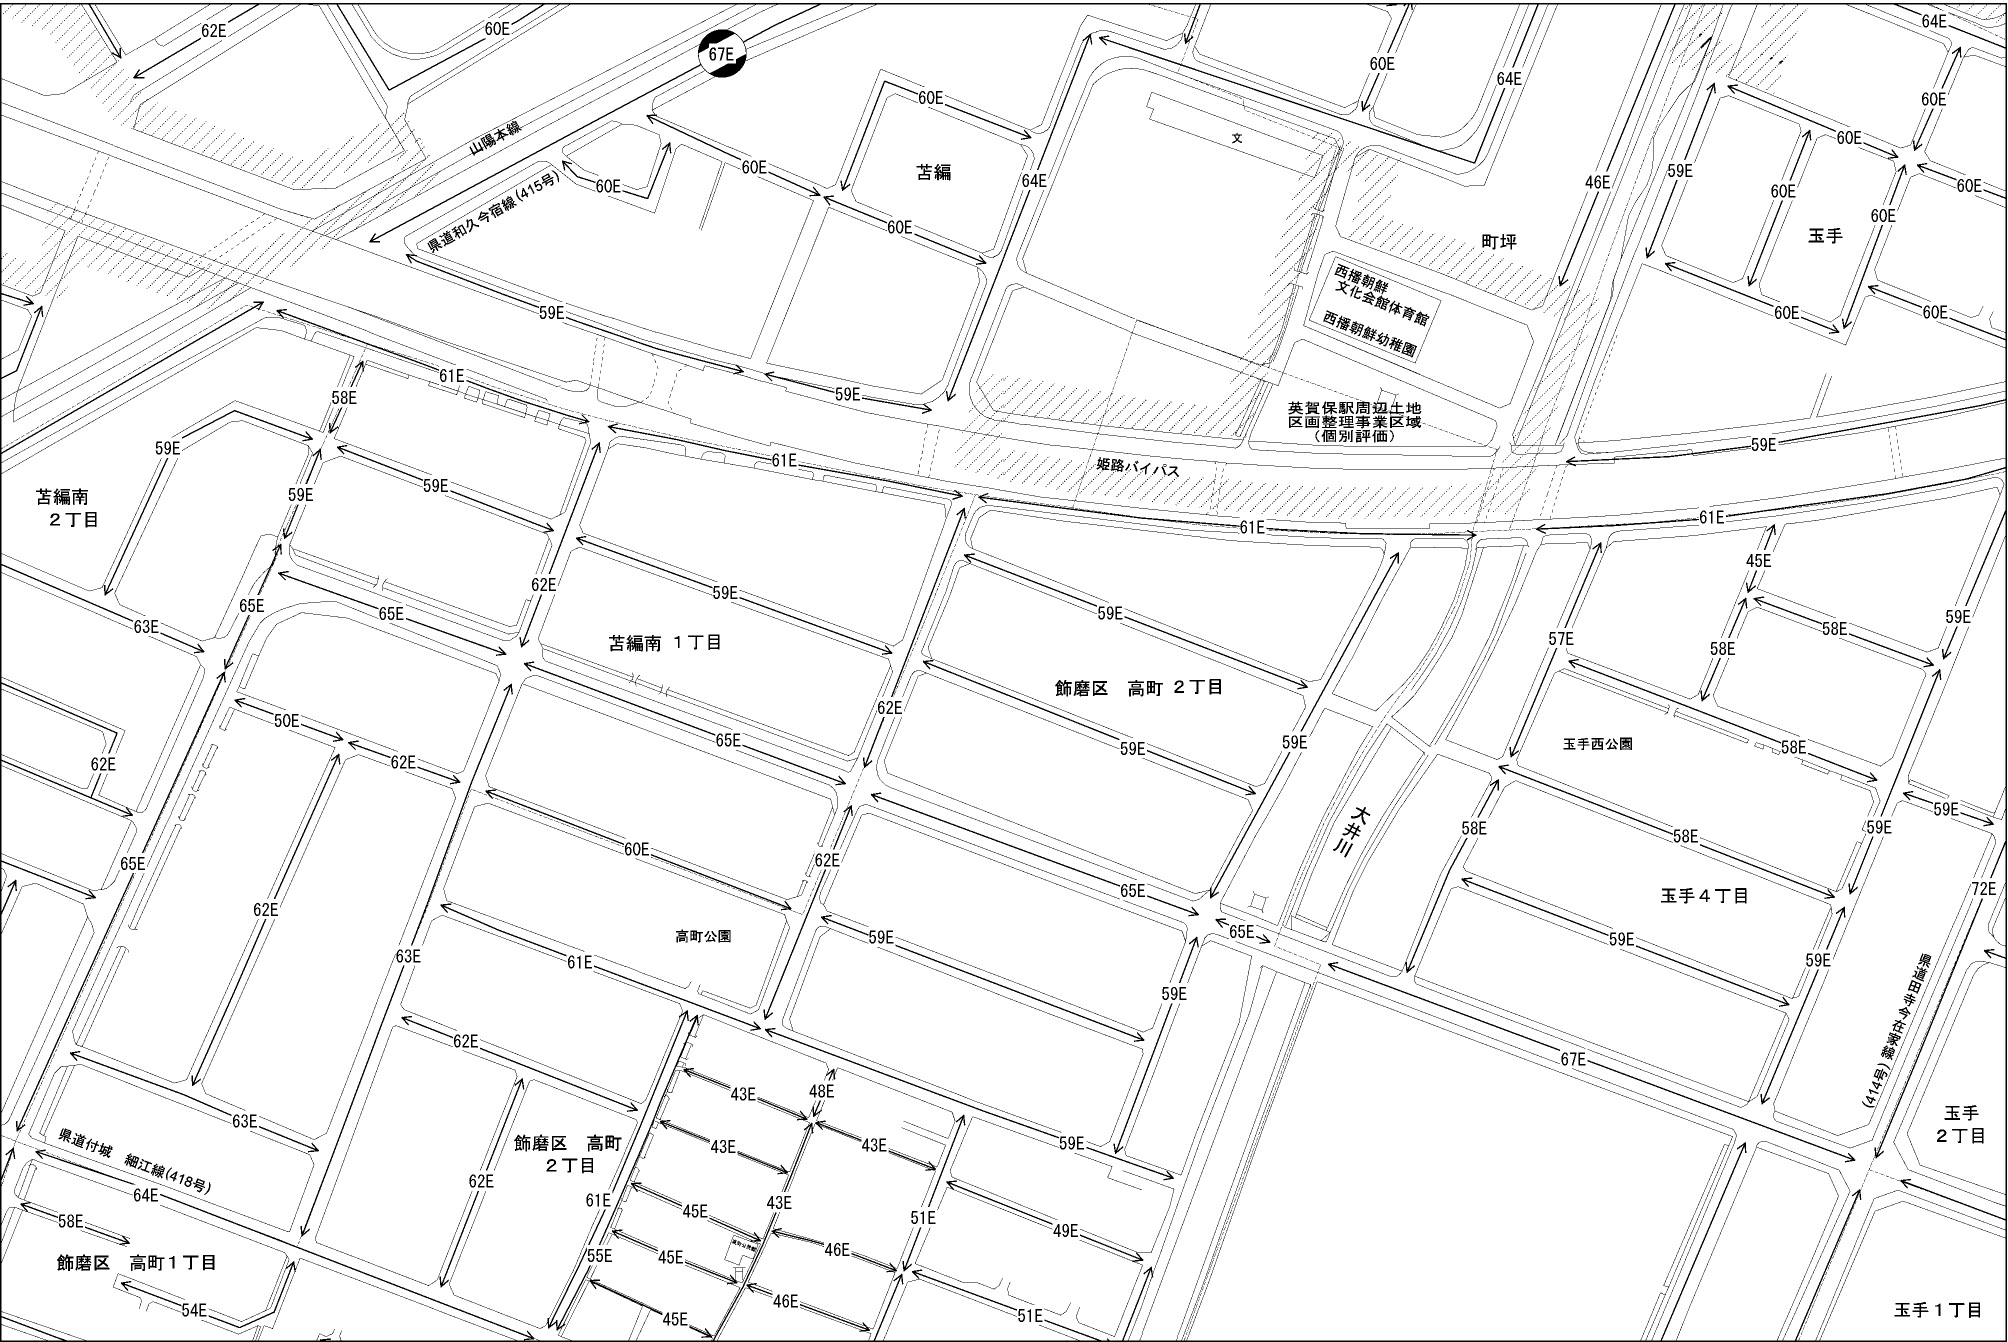 62E
60E
67E
64E
60E
64E
60E
60E
60E
山陽本線
文
60E
苫編
60E
60E
64E
46E
59E
60E
60E
60E
県道和久今宿線(415号)
60E
町坪
玉手
西播朝鮮
文化会館体育館
西播朝鮮幼稚園
59E
60E
60E
61E
58E
59E
英賀保駅周辺土地
区画整理事業区域
(個別評価)
59E
59E
61E
姫路バイパス
59E
59E
苫編南
2丁目
61E
61E
45E
62E
59E
59E
65E
65E
63E
59E
58E
57E
58E
苫編南 1丁目
飾磨区 高町 2丁目
62E
50E
65E
59E
59E
玉手西公園
58E
62E
62E
大井川
59E
58E
59E
58E
60E
62E
65E
65E
72E
玉手4丁目
62E
高町公園
59E
65E
59E
63E
61E
59E
59E
県道田寺今在家線
(414号)
62E
67E
43E
48E
63E
県道付城 細江線(418号)
飾磨区 高町
2丁目
43E
43E
59E
玉手
2丁目
64E
62E
61E
43E
45E
51E
49E
58E
飾磨区 高町1丁目
55E
45E
46E
54E
45E
46E
51E
玉手1丁目